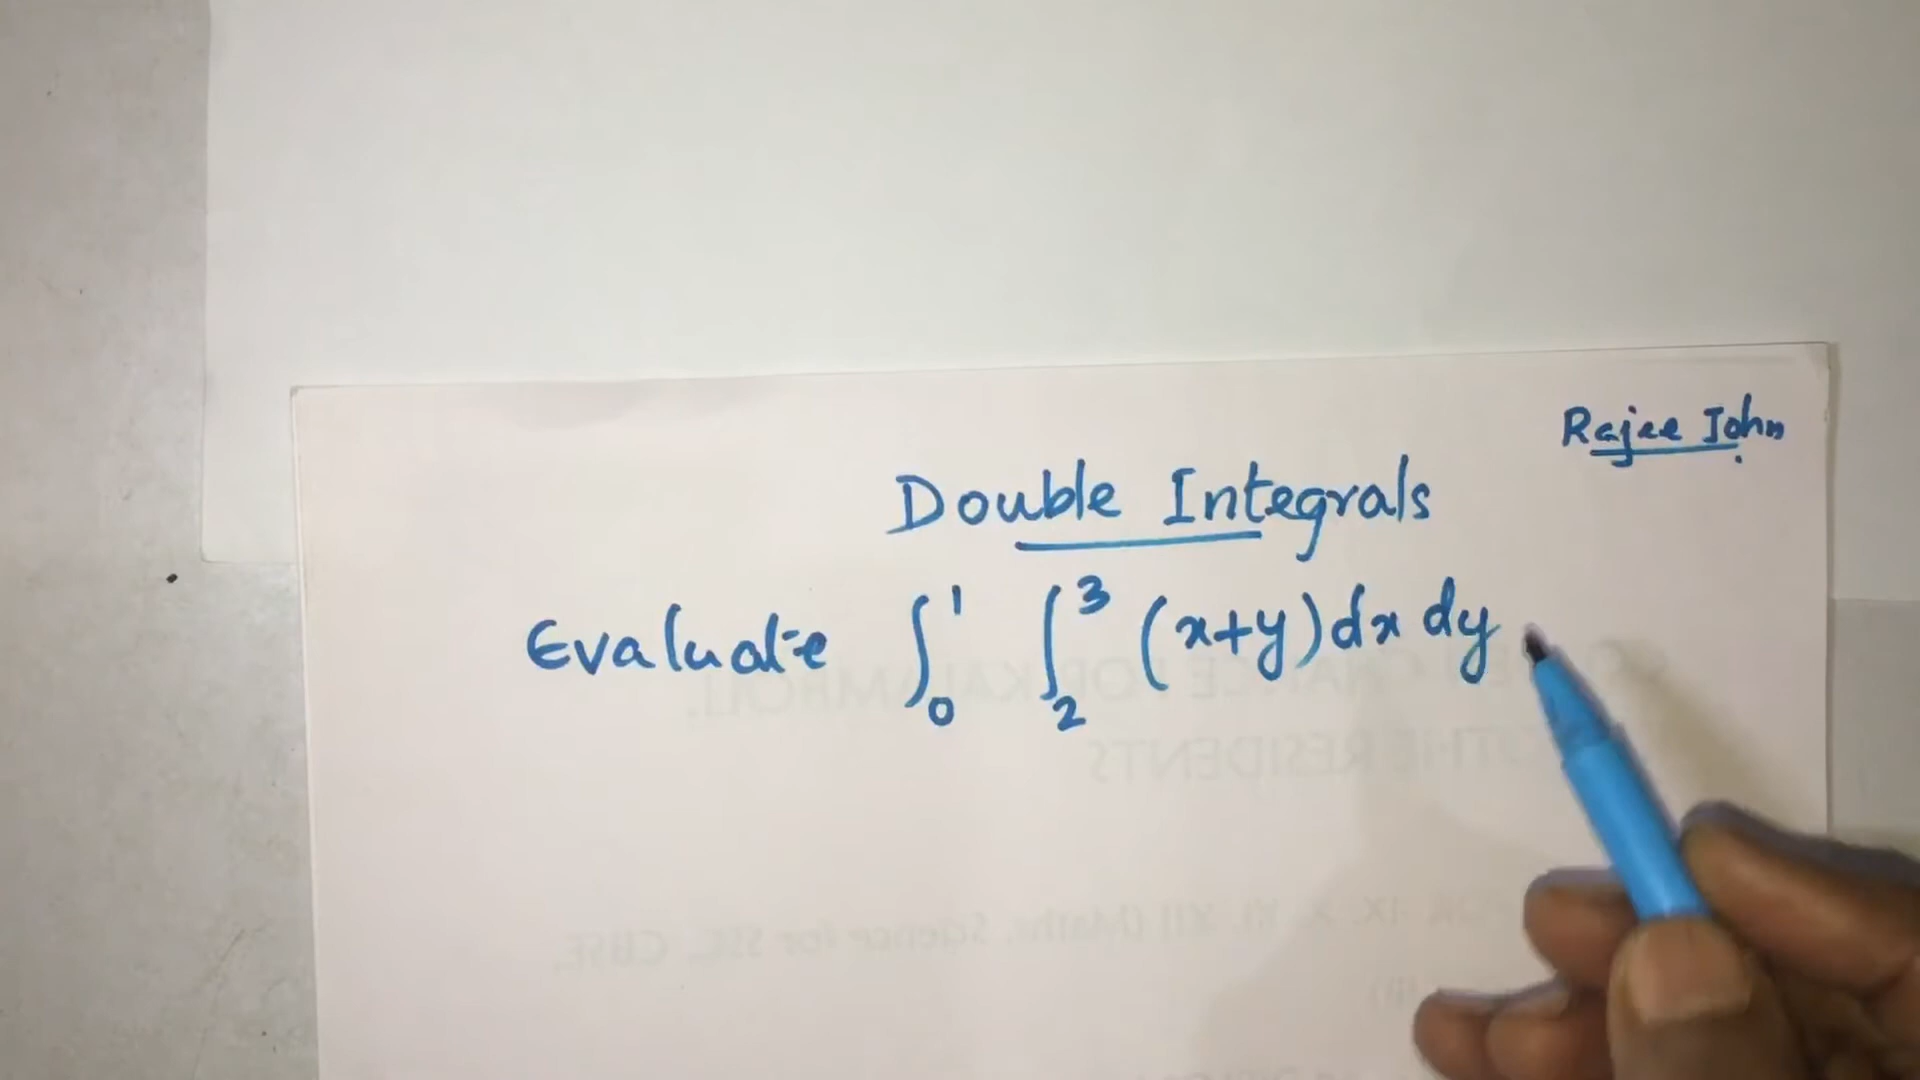 Rajee John
Double Integrals
Evaluate ∫₀¹ ∫₂³ (x+y)dx dy